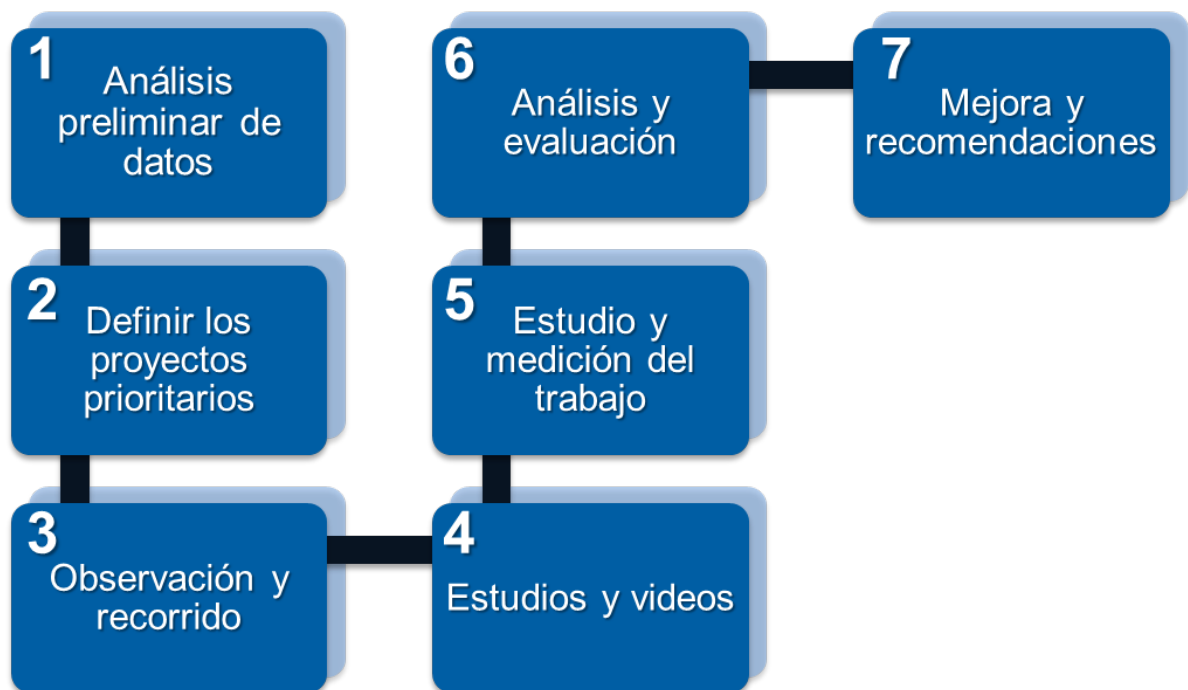 1
Análisis
preliminar de
datos
2
Definir los
proyectos
prioritarios
3
Observación y
recorrido
4
Estudios y videos
5
Estudio y
medición del
trabajo
6
Análisis y
evaluación
7
Mejora y
recomendaciones